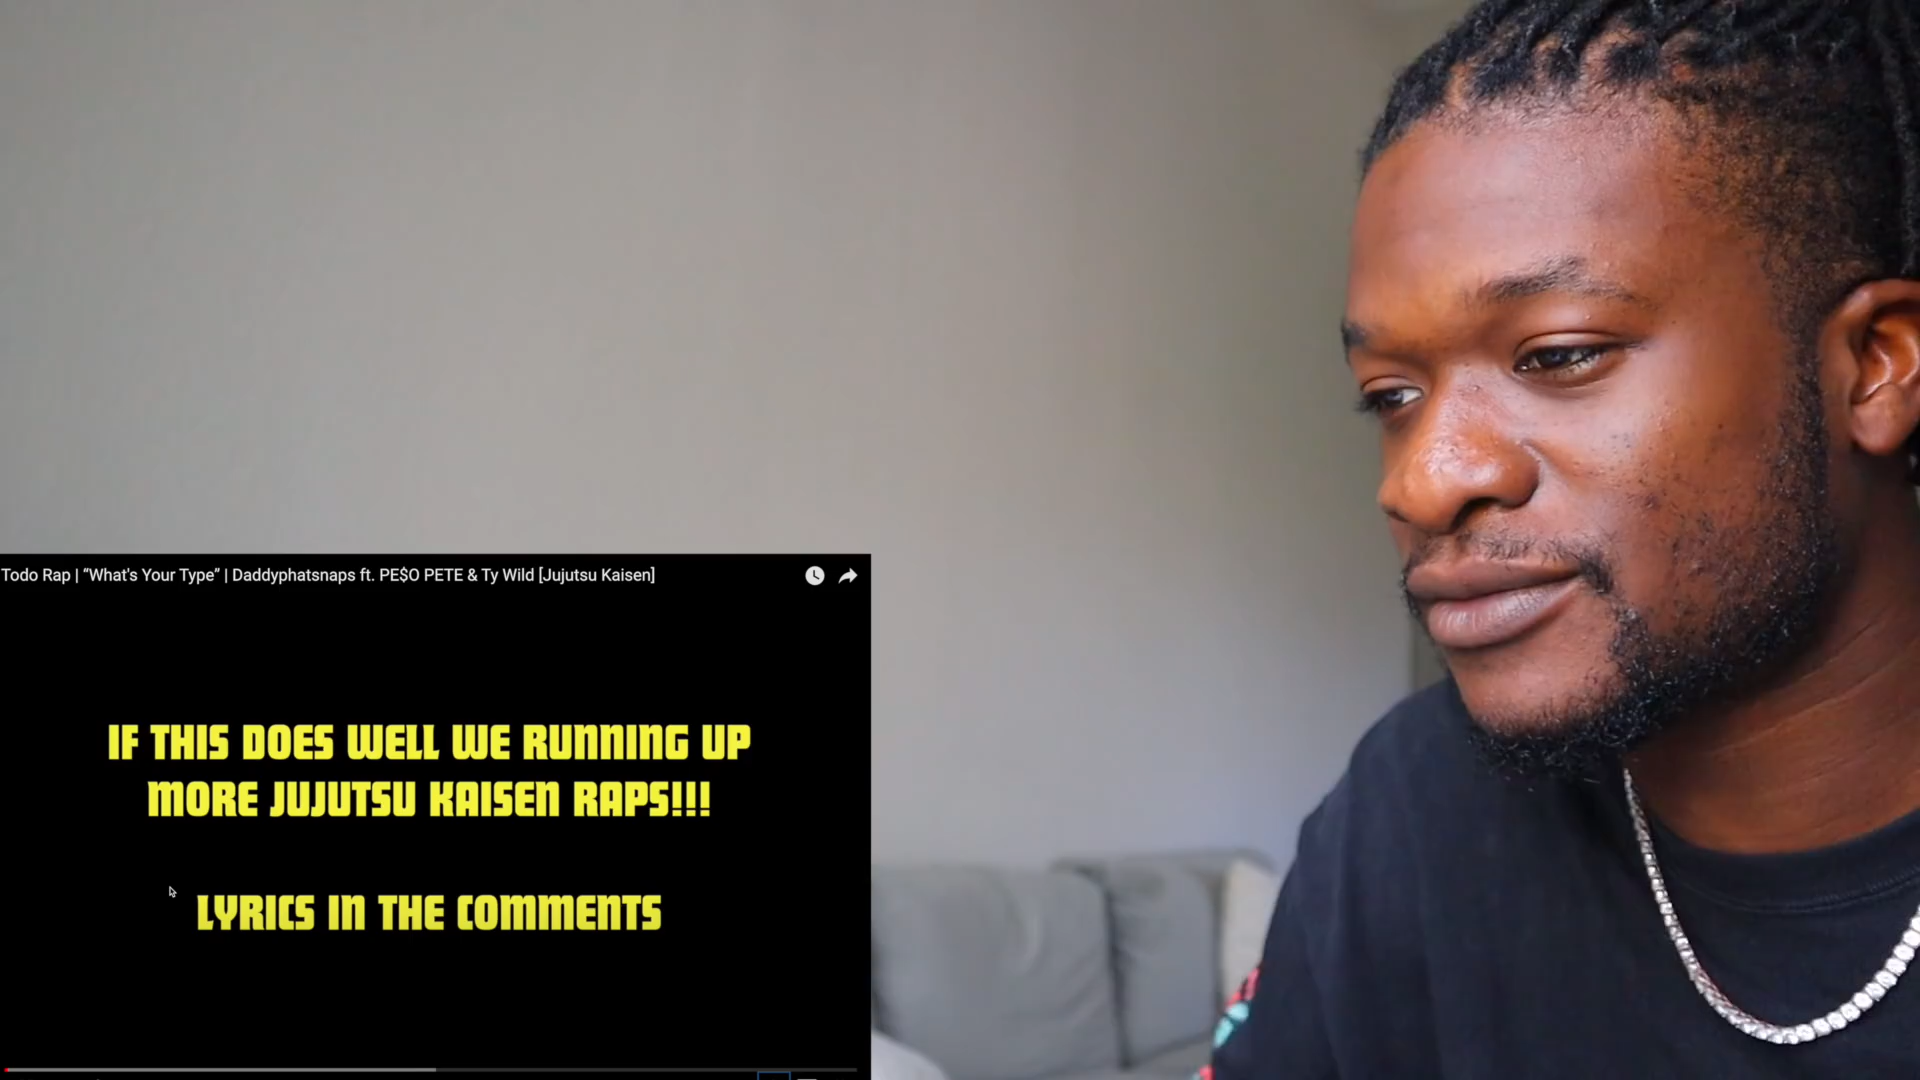 Todo Rap | “What's Your Type” | Daddyphatsnaps ft. PE$O PETE & Ty Wild [Jujutsu Kaisen]
IF THIS DOES WELL WE RUNNING UP
MORE JUJUTSU KAISEN RAPS!!!
LYRICS IN THE COMMENTS